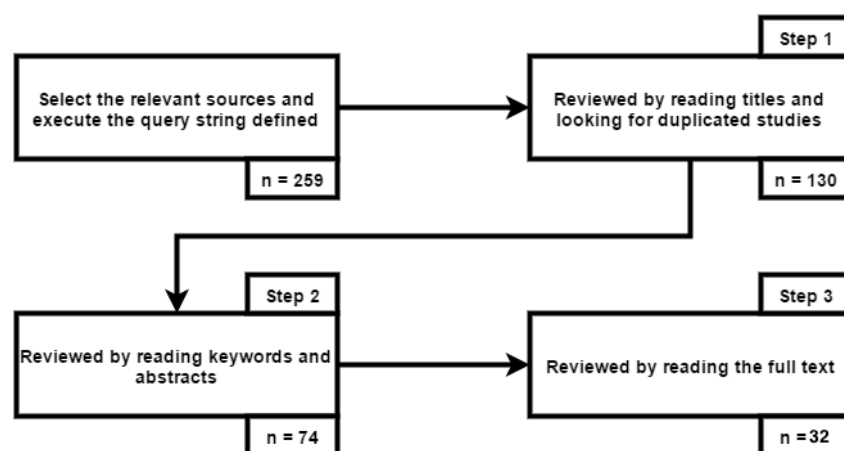 Select the relevant sources and
execute the query string defined
n = 259
Step 1
Reviewed by reading titles and
looking for duplicated studies
n = 130
Step 2
Reviewed by reading keywords and
abstracts
n = 74
Step 3
Reviewed by reading the full text
n = 32